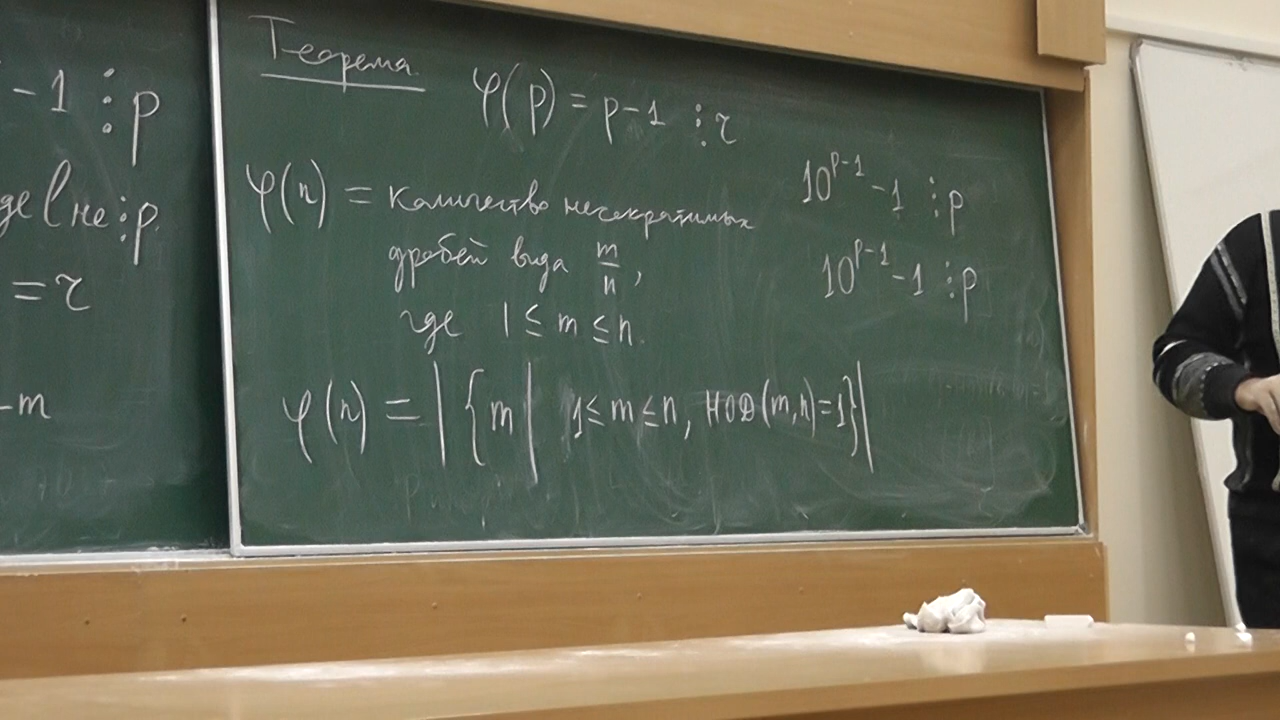 -1 ⋮ p
де l не ⋮ p.
= τ
-m
Теорема
φ(p) = p-1 ⋮ τ
φ(n) = количество несократимых
дробей вида m/n,
где 1 ≤ m ≤ n.
φ(n) = |{m | 1 ≤ m ≤ n, НОД(m,n)=1}|
10^{p-1} - 1 ⋮ p
10^{p-1} - 1 ⋮ p